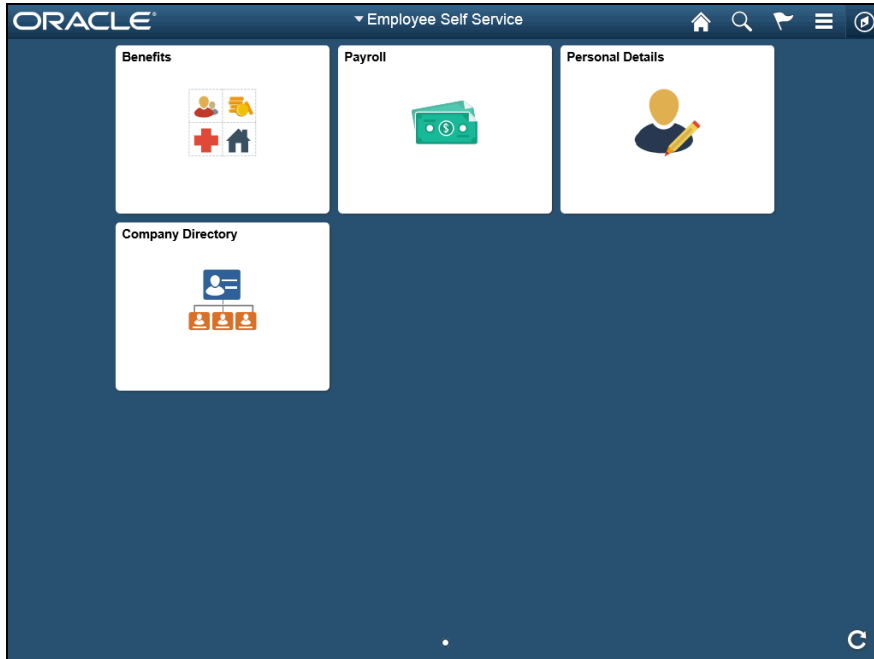 ORACLE
Employee Self Service
Benefits
Payroll
Personal Details
Company Directory